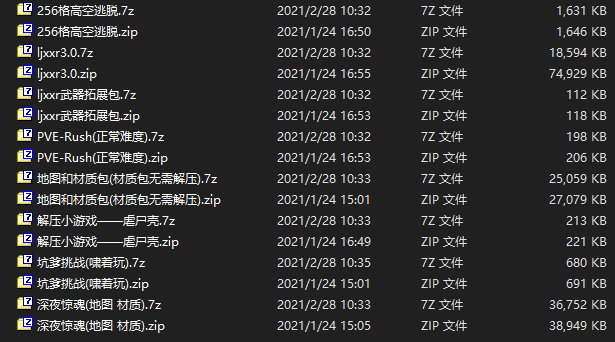 256格高空逃脱.7z 2021/2/28 10:32 7Z 文件 1,631 KB
256格高空逃脱.zip 2021/1/24 16:50 ZIP 文件 1,646 KB
ljxxr3.0.7z 2021/2/28 10:32 7Z 文件 18,594 KB
ljxxr3.0.zip 2021/1/24 16:55 ZIP 文件 74,929 KB
ljxxr武器拓展包.7z 2021/2/28 10:32 7Z 文件 112 KB
ljxxr武器拓展包.zip 2021/1/24 16:53 ZIP 文件 118 KB
PVE-Rush(正常难度).7z 2021/2/28 10:32 7Z 文件 198 KB
PVE-Rush(正常难度).zip 2021/1/24 16:53 ZIP 文件 206 KB
地图和材质包(材质包无需解压).7z 2021/2/28 10:33 7Z 文件 25,059 KB
地图和材质包(材质包无需解压).zip 2021/1/24 15:01 ZIP 文件 27,079 KB
解压小游戏——虐尸壳.7z 2021/2/28 10:33 7Z 文件 213 KB
解压小游戏——虐尸壳.zip 2021/1/24 16:49 ZIP 文件 221 KB
坑爹挑战(啸着玩).7z 2021/2/28 10:35 7Z 文件 680 KB
坑爹挑战(啸着玩).zip 2021/1/24 15:01 ZIP 文件 691 KB
深夜惊魂(地图 材质).7z 2021/2/28 10:33 7Z 文件 36,752 KB
深夜惊魂(地图 材质).zip 2021/1/24 15:05 ZIP 文件 38,949 KB